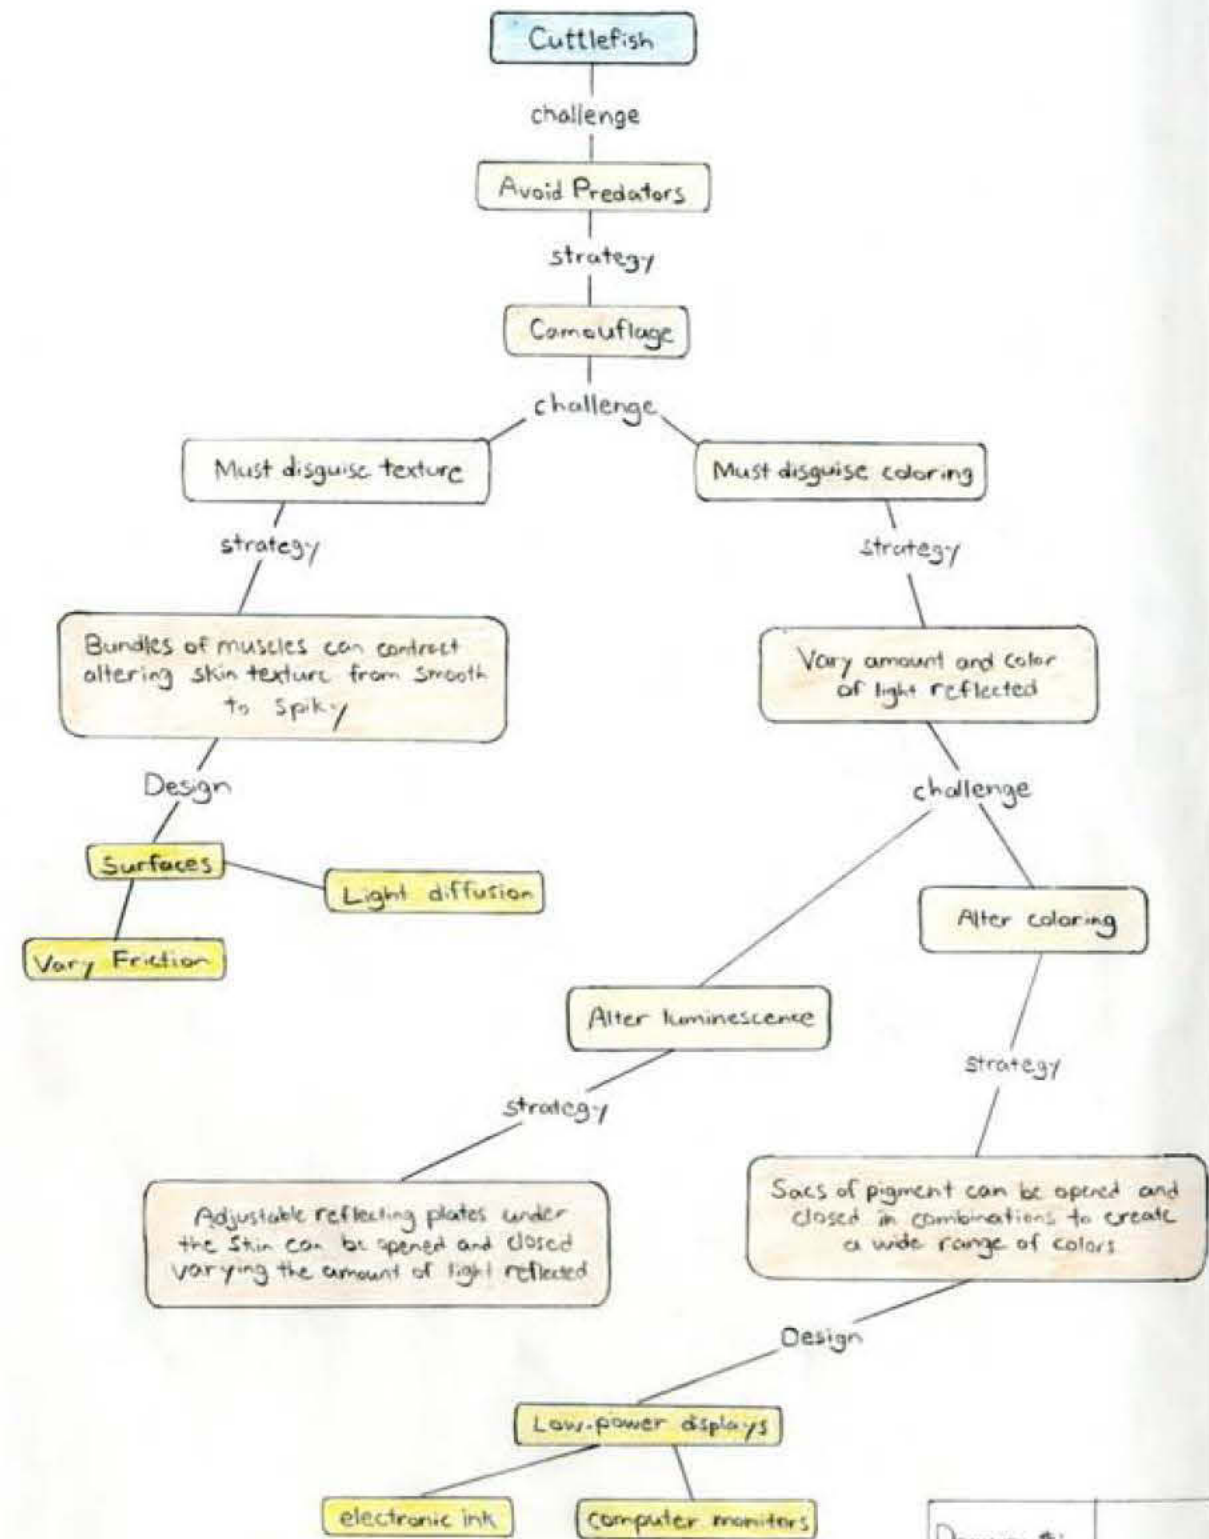 Cuttlefish
challenge
Avoid Predators
strategy
Camouflage
challenge
Must disguise texture
Must disguise coloring
strategy
strategy
Bundles of muscles can contract
altering skin texture from smooth
to spiky
Vary amount and color
of light reflected
Design
challenge
Surfaces
Light diffusion
Alter coloring
Vary Friction
Alter luminescence
strategy
strategy
Adjustable reflecting plates under
the skin can be opened and closed
varying the amount of light reflected
Sacs of pigment can be opened and
closed in combinations to create
a wide range of colors
Design
Low-power displays
electronic ink
computer monitors